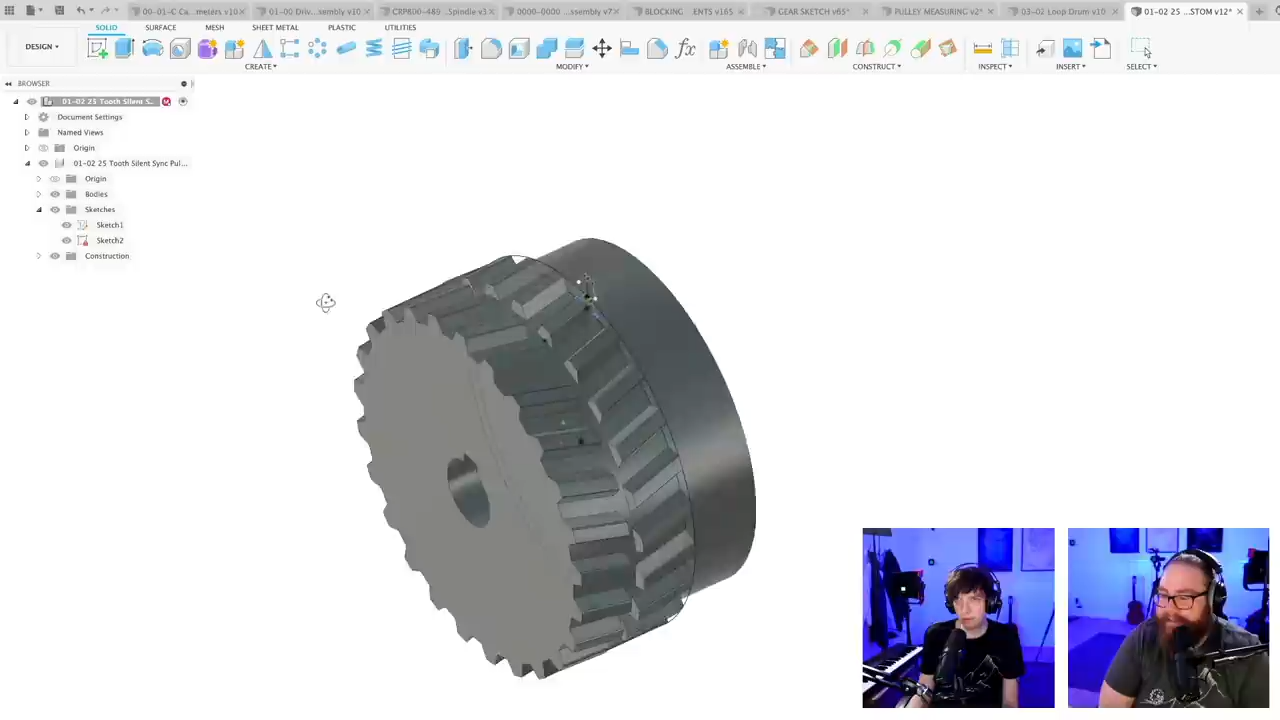 00-01-C Ca... meters v10
01-00 Driv...sembly v10
CRP800-489 ..Spindle v3
0000-0000 ...ssembly v7
BLOCKING ...ENTS v165
GEAR SKETCH v65*
PULLEY MEASURING v2*
03-02 Loop Drum v10
01-02 25 ...STOM v12*
SOLID
SURFACE
MESH
SHEET METAL
PLASTIC
UTILITIES
DESIGN
CREATE
MODIFY
ASSEMBLE
CONSTRUCT
INSPECT
INSERT
SELECT
BROWSER
01-02 25 Tooth Silent S...
Document Settings
Named Views
Origin
01-02 25 Tooth Silent Sync Pul...
Origin
Bodies
Sketches
Sketch1
Sketch2
Construction